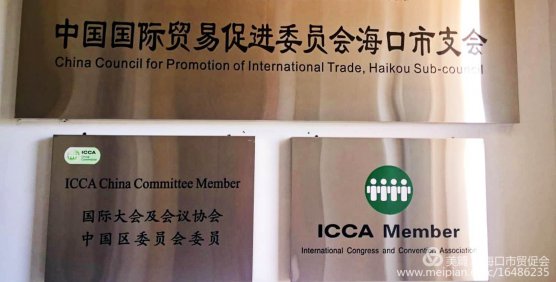 中国国际贸易促进委员会海口市支会
China Council for Promotion of International Trade, Haikou Sub-council
ICCA
ICCA China Committee Member
国际大会及会议协会
中国区委员会委员
ICCA Member
International Congress and Convention Association
海口市贸促会
www.meipian.cn/c/16486235